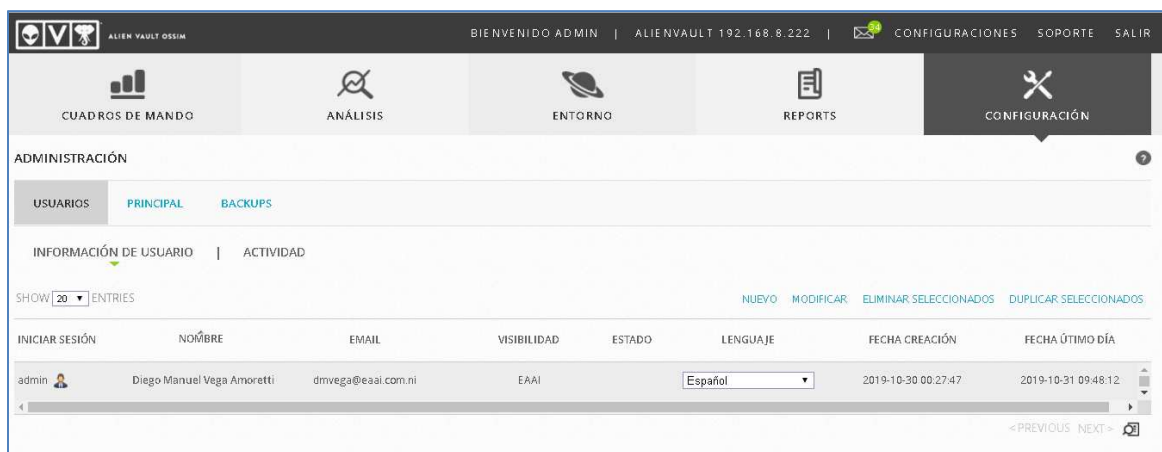 ALIEN VAULT OSSIM
BIENVENIDO ADMIN | ALIENVAULT 192.168.8.222 | 34 CONFIGURACIONES SOPORTE SALIR
CUADROS DE MANDO ANÁLISIS ENTORNO REPORTS CONFIGURACIÓN
ADMINISTRACIÓN ?
USUARIOS PRINCIPAL BACKUPS
INFORMACIÓN DE USUARIO | ACTIVIDAD
SHOW 20 ENTRIES NUEVO MODIFICAR ELIMINAR SELECCIONADOS DUPLICAR SELECCIONADOS
INICIAR SESIÓN NOMBRE EMAIL VISIBILIDAD ESTADO LENGUAJE FECHA CREACIÓN FECHA ÚTIMO DÍA
admin Diego Manuel Vega Amoretti dmvega@eaai.com.ni EAAI Español 2019-10-30 00:27:47 2019-10-31 09:48:12
< PREVIOUS NEXT >